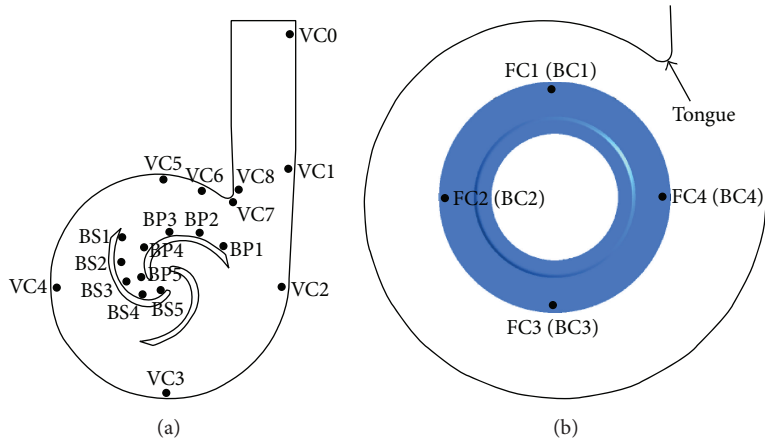 VC0
VC5
VC6
VC8
VC1
VC7
BP3
BP2
BS1
BP4
BP1
BS2
BP5
VC4
BS3
VC2
BS4
BS5
VC3
(a)
FC1 (BC1)
Tongue
FC2 (BC2)
FC4 (BC4)
FC3 (BC3)
(b)